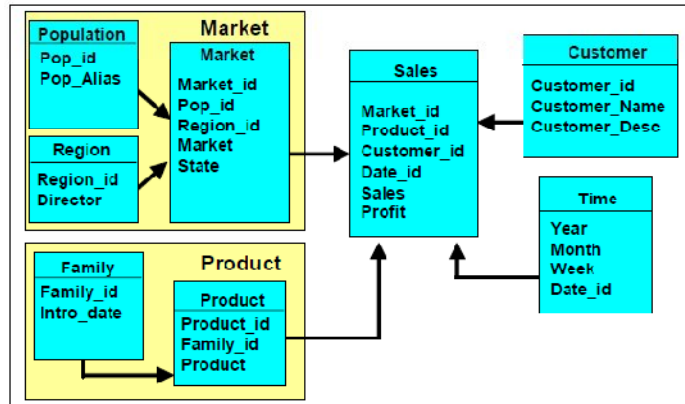 Market
Population
Pop_id
Pop_Alias
Region
Region_id
Director
Market
Market_id
Pop_id
Region_id
Market
State
Sales
Market_id
Product_id
Customer_id
Date_id
Sales
Profit
Customer
Customer_id
Customer_Name
Customer_Desc
Time
Year
Month
Week
Date_id
Product
Family
Family_id
Intro_date
Product
Product_id
Family_id
Product